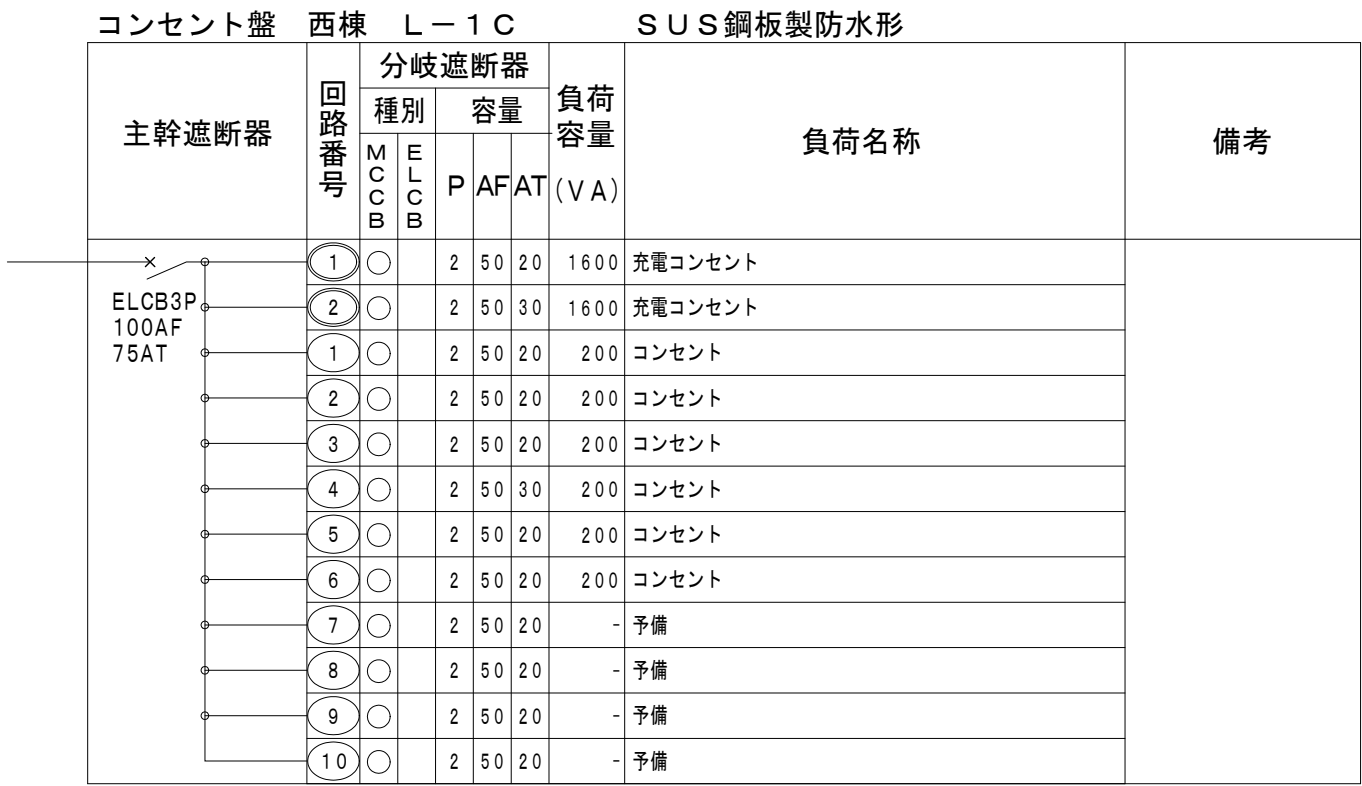 コンセント盤　西棟　Ｌ－１Ｃ　　　　ＳＵＳ鋼板製防水形
主幹遮断器 回路番号 分岐遮断器 負荷容量(VA) 負荷名称 備考
種別 容量
MCCB ELCB P AF AT
1 ○ 2 50 20 1600 充電コンセント
ELCB3P
100AF
75AT
2 ○ 2 50 30 1600 充電コンセント
1 ○ 2 50 20 200 コンセント
2 ○ 2 50 20 200 コンセント
3 ○ 2 50 20 200 コンセント
4 ○ 2 50 30 200 コンセント
5 ○ 2 50 20 200 コンセント
6 ○ 2 50 20 200 コンセント
7 ○ 2 50 20 - 予備
8 ○ 2 50 20 - 予備
9 ○ 2 50 20 - 予備
10 ○ 2 50 20 - 予備